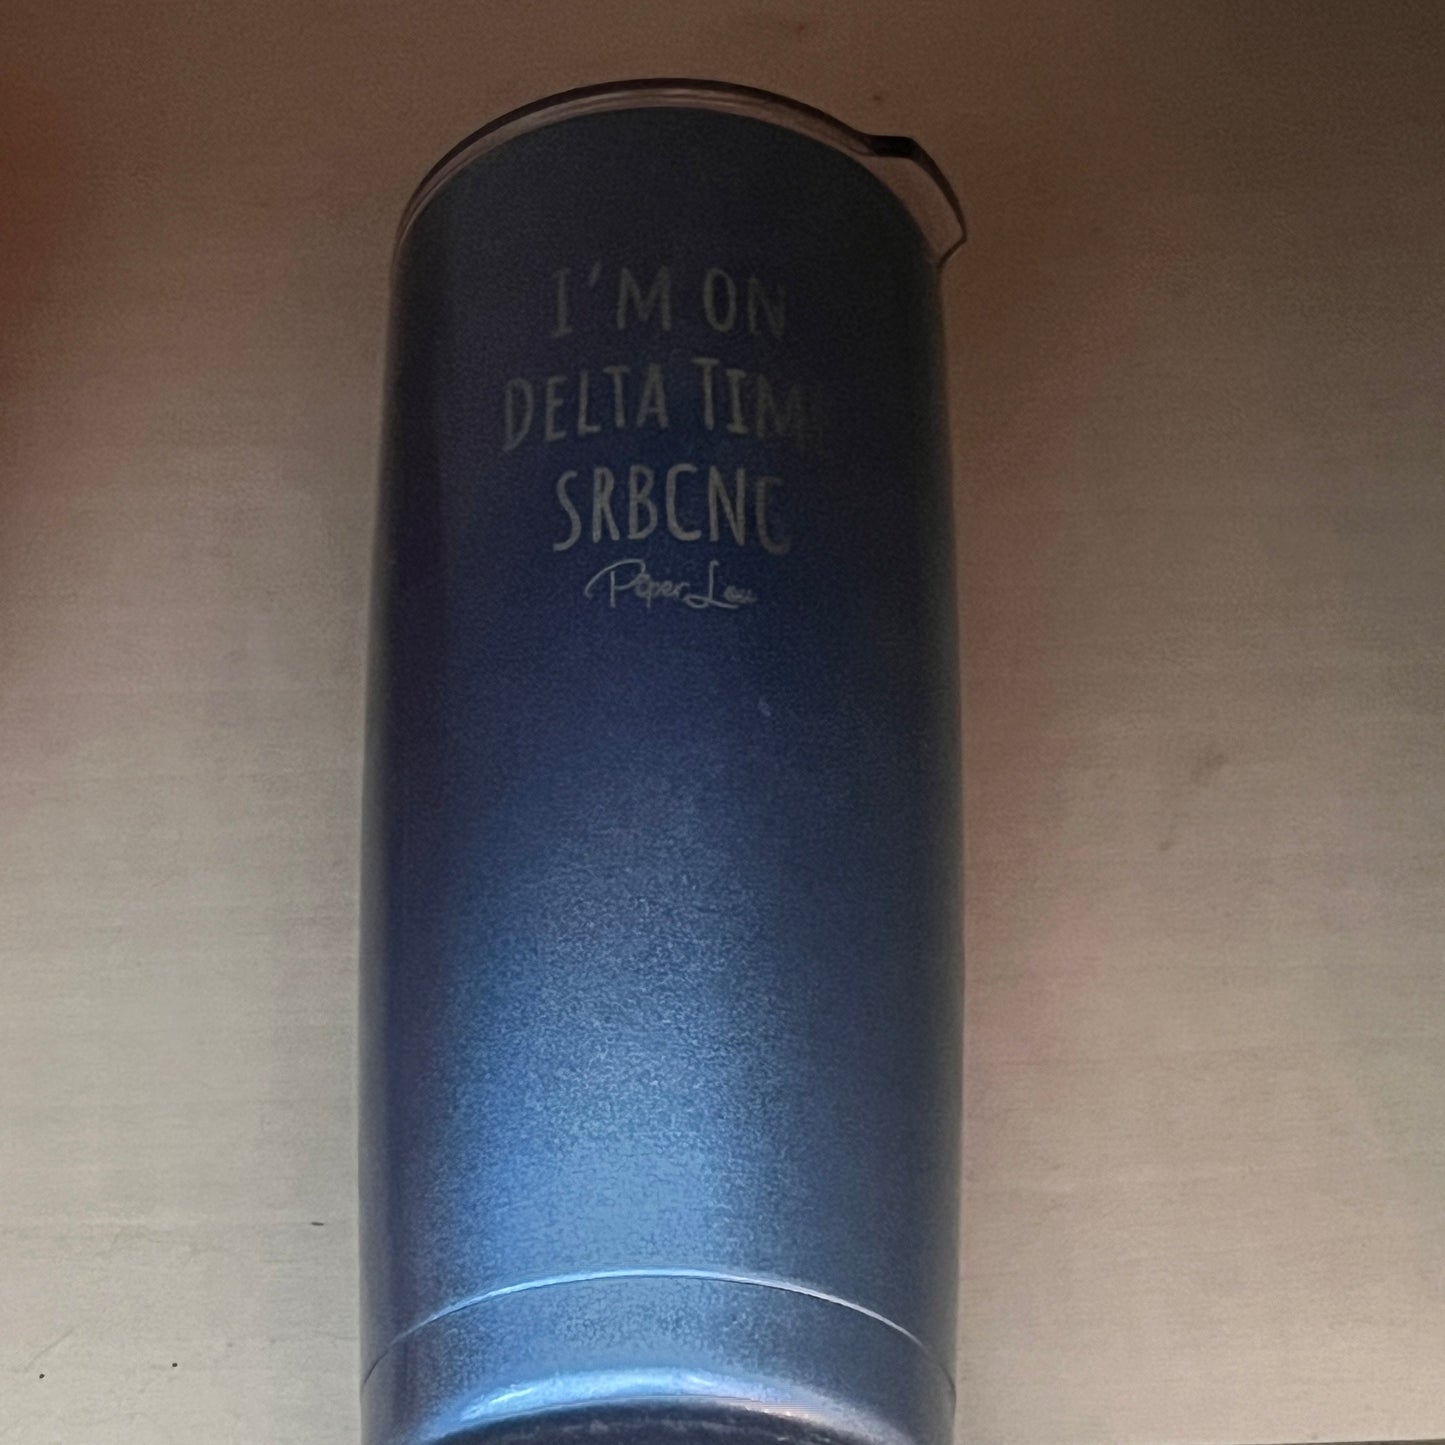 I'M ON
DELTA TIME
SRBCNC
Piper Lou